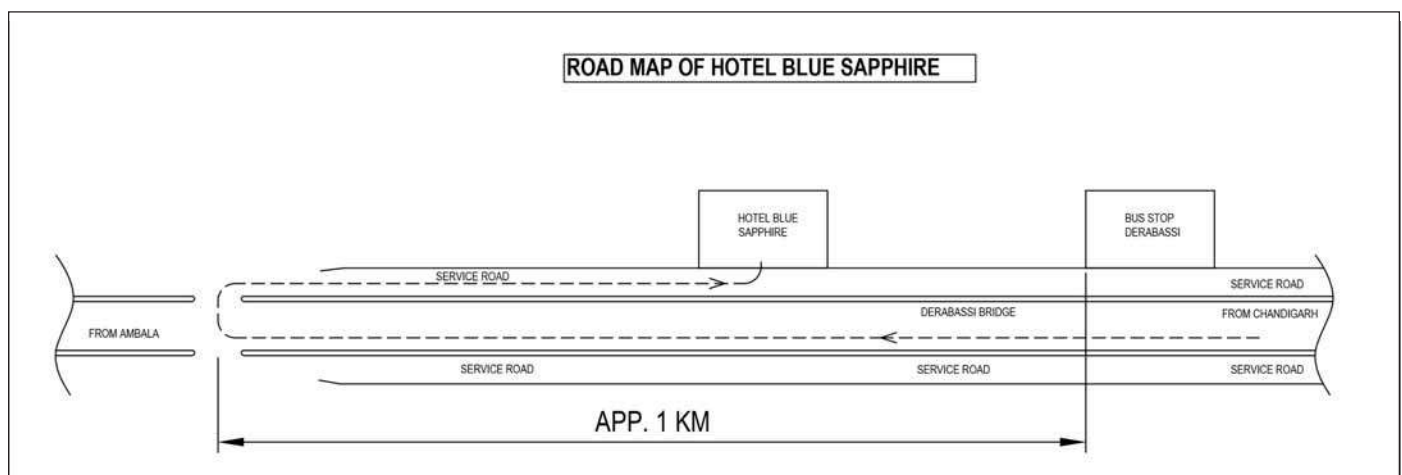 ROAD MAP OF HOTEL BLUE SAPPHIRE
HOTEL BLUE
SAPPHIRE
BUS STOP
DERABASSI
SERVICE ROAD
SERVICE ROAD
DERABASSI BRIDGE
FROM CHANDIGARH
FROM AMBALA
SERVICE ROAD
SERVICE ROAD
SERVICE ROAD
APP. 1 KM